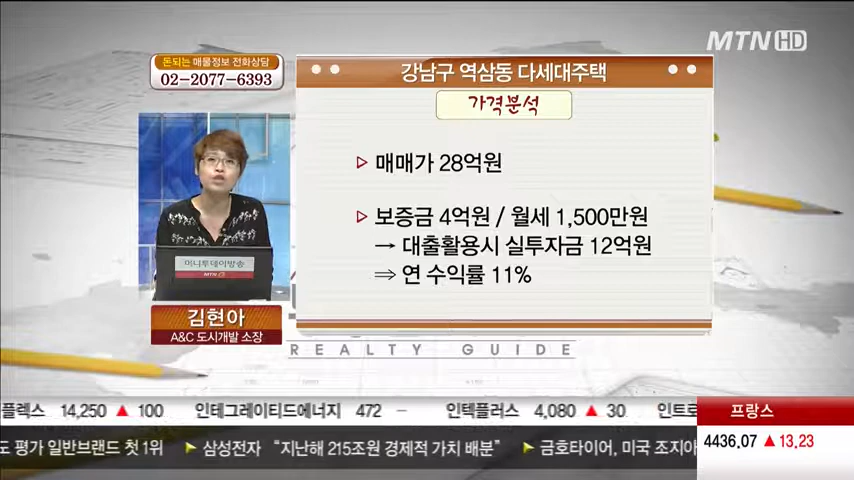 MTN HD
돈되는 매물정보 전화상담
02-2077-6393
강남구 역삼동 다세대주택
가격분석
▷ 매매가 28억원
▷ 보증금 4억원 / 월세 1,500만원
→ 대출활용시 실투자금 12억원
⇒ 연 수익률 11%
머니투데이방송
MTN
김현아
A&C 도시개발 소장
REALTY GUIDE
플렉스 14,250 ▲ 100 인테그레이티드에너지 472 – 인텍플러스 4,080 ▲ 30 인트로
프랑스
도 평가 일반브랜드 첫 1위 ▶ 삼성전자 “지난해 215조원 경제적 가치 배분” ▶ 금호타이어, 미국 조지아
4436.07 ▲ 13.23